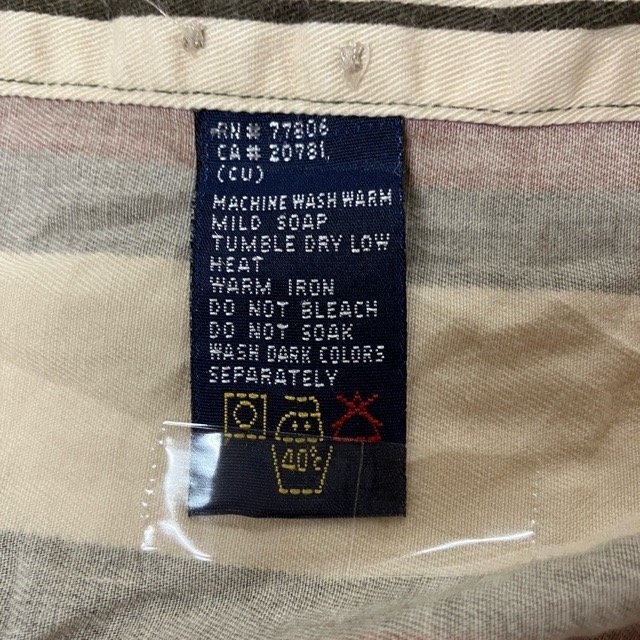 RN# 77806
CA# 20781
(CU)
MACHINE WASH WARM
MILD SOAP
TUMBLE DRY LOW
HEAT
WARM IRON
DO NOT BLEACH
DO NOT SOAK
WASH DARK COLORS
SEPARATELY
40°c